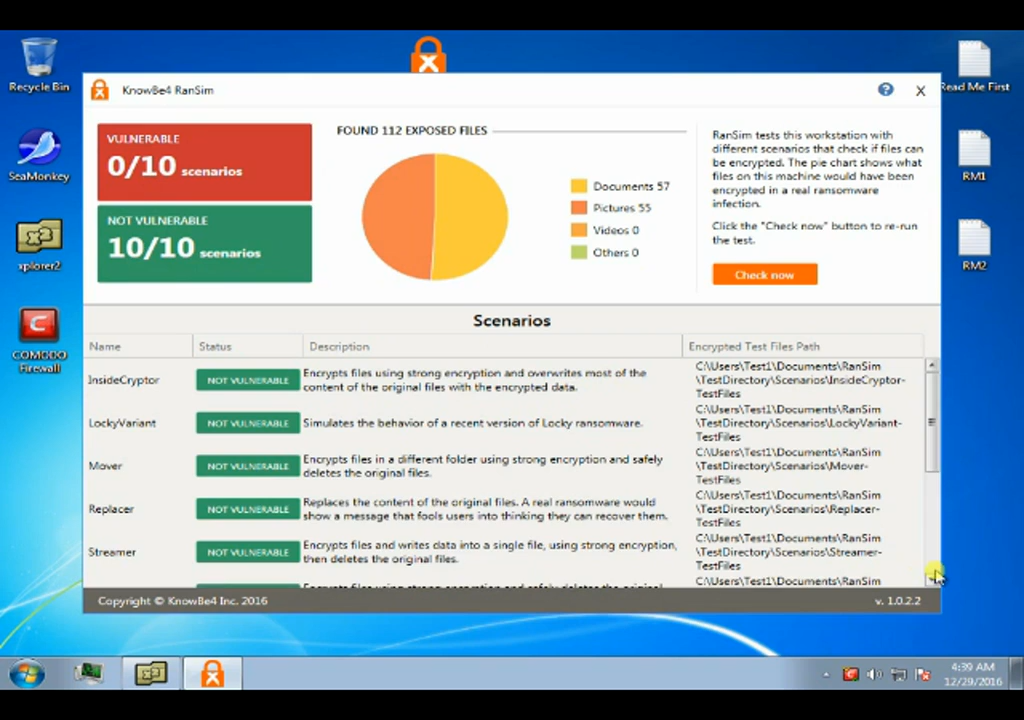 Recycle Bin
SeaMonkey
xplorer2
COMODO
Firewall
Read Me First
RM1
RM2
KnowBe4 RanSim
?
X
VULNERABLE
0/10 scenarios
NOT VULNERABLE
10/10 scenarios
FOUND 112 EXPOSED FILES
Documents 57
Pictures 55
Videos 0
Others 0
RanSim tests this workstation with
different scenarios that check if files can
be encrypted. The pie chart shows what
files on this machine would have been
encrypted in a real ransomware
infection.
Click the "Check now" button to re-run
the test.
Check now
Scenarios
Name Status Description Encrypted Test Files Path
InsideCryptor
NOT VULNERABLE
Encrypts files using strong encryption and overwrites most of the
content of the original files with the encrypted data.
C:\Users\Test1\Documents\RanSim
\TestDirectory\Scenarios\InsideCryptor-
TestFiles
LockyVariant
NOT VULNERABLE
Simulates the behavior of a recent version of Locky ransomware.
C:\Users\Test1\Documents\RanSim
\TestDirectory\Scenarios\LockyVariant-
TestFiles
Mover
NOT VULNERABLE
Encrypts files in a different folder using strong encryption and safely
deletes the original files.
C:\Users\Test1\Documents\RanSim
\TestDirectory\Scenarios\Mover-
TestFiles
Replacer
NOT VULNERABLE
Replaces the content of the original files. A real ransomware would
show a message that fools users into thinking they can recover them.
C:\Users\Test1\Documents\RanSim
\TestDirectory\Scenarios\Replacer-
TestFiles
Streamer
NOT VULNERABLE
Encrypts files and writes data into a single file, using strong encryption,
then deletes the original files.
C:\Users\Test1\Documents\RanSim
\TestDirectory\Scenarios\Streamer-
TestFiles
Encrypts files using strong encryption and safely deletes the original
C:\Users\Test1\Documents\RanSim
Copyright © KnowBe4 Inc. 2016
v. 1.0.2.2
4:39 AM
12/29/2016